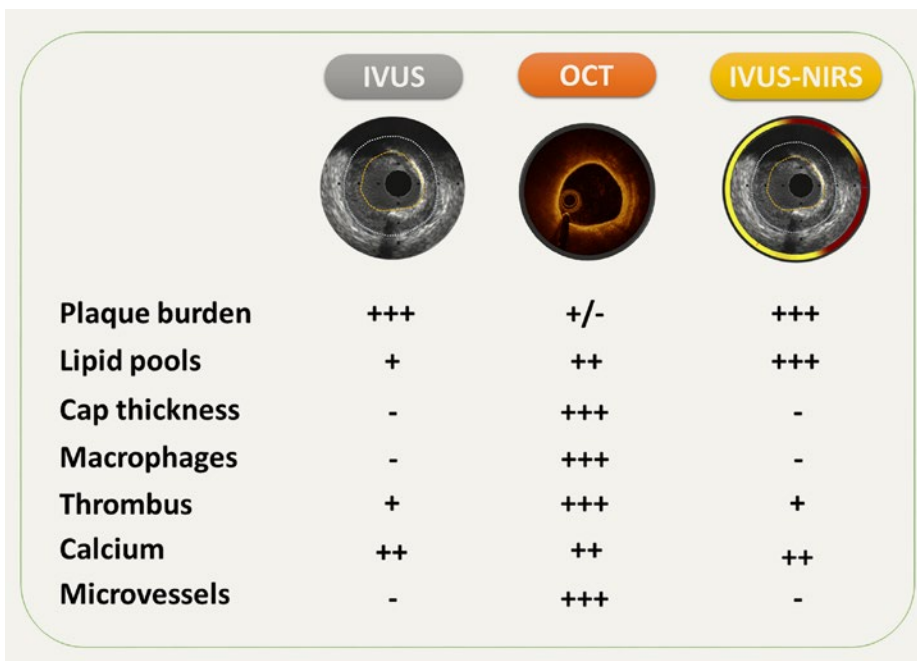 IVUS OCT IVUS-NIRS
Plaque burden +++ +/- +++
Lipid pools + ++ +++
Cap thickness - +++ -
Macrophages - +++ -
Thrombus + +++ +
Calcium ++ ++ ++
Microvessels - +++ -